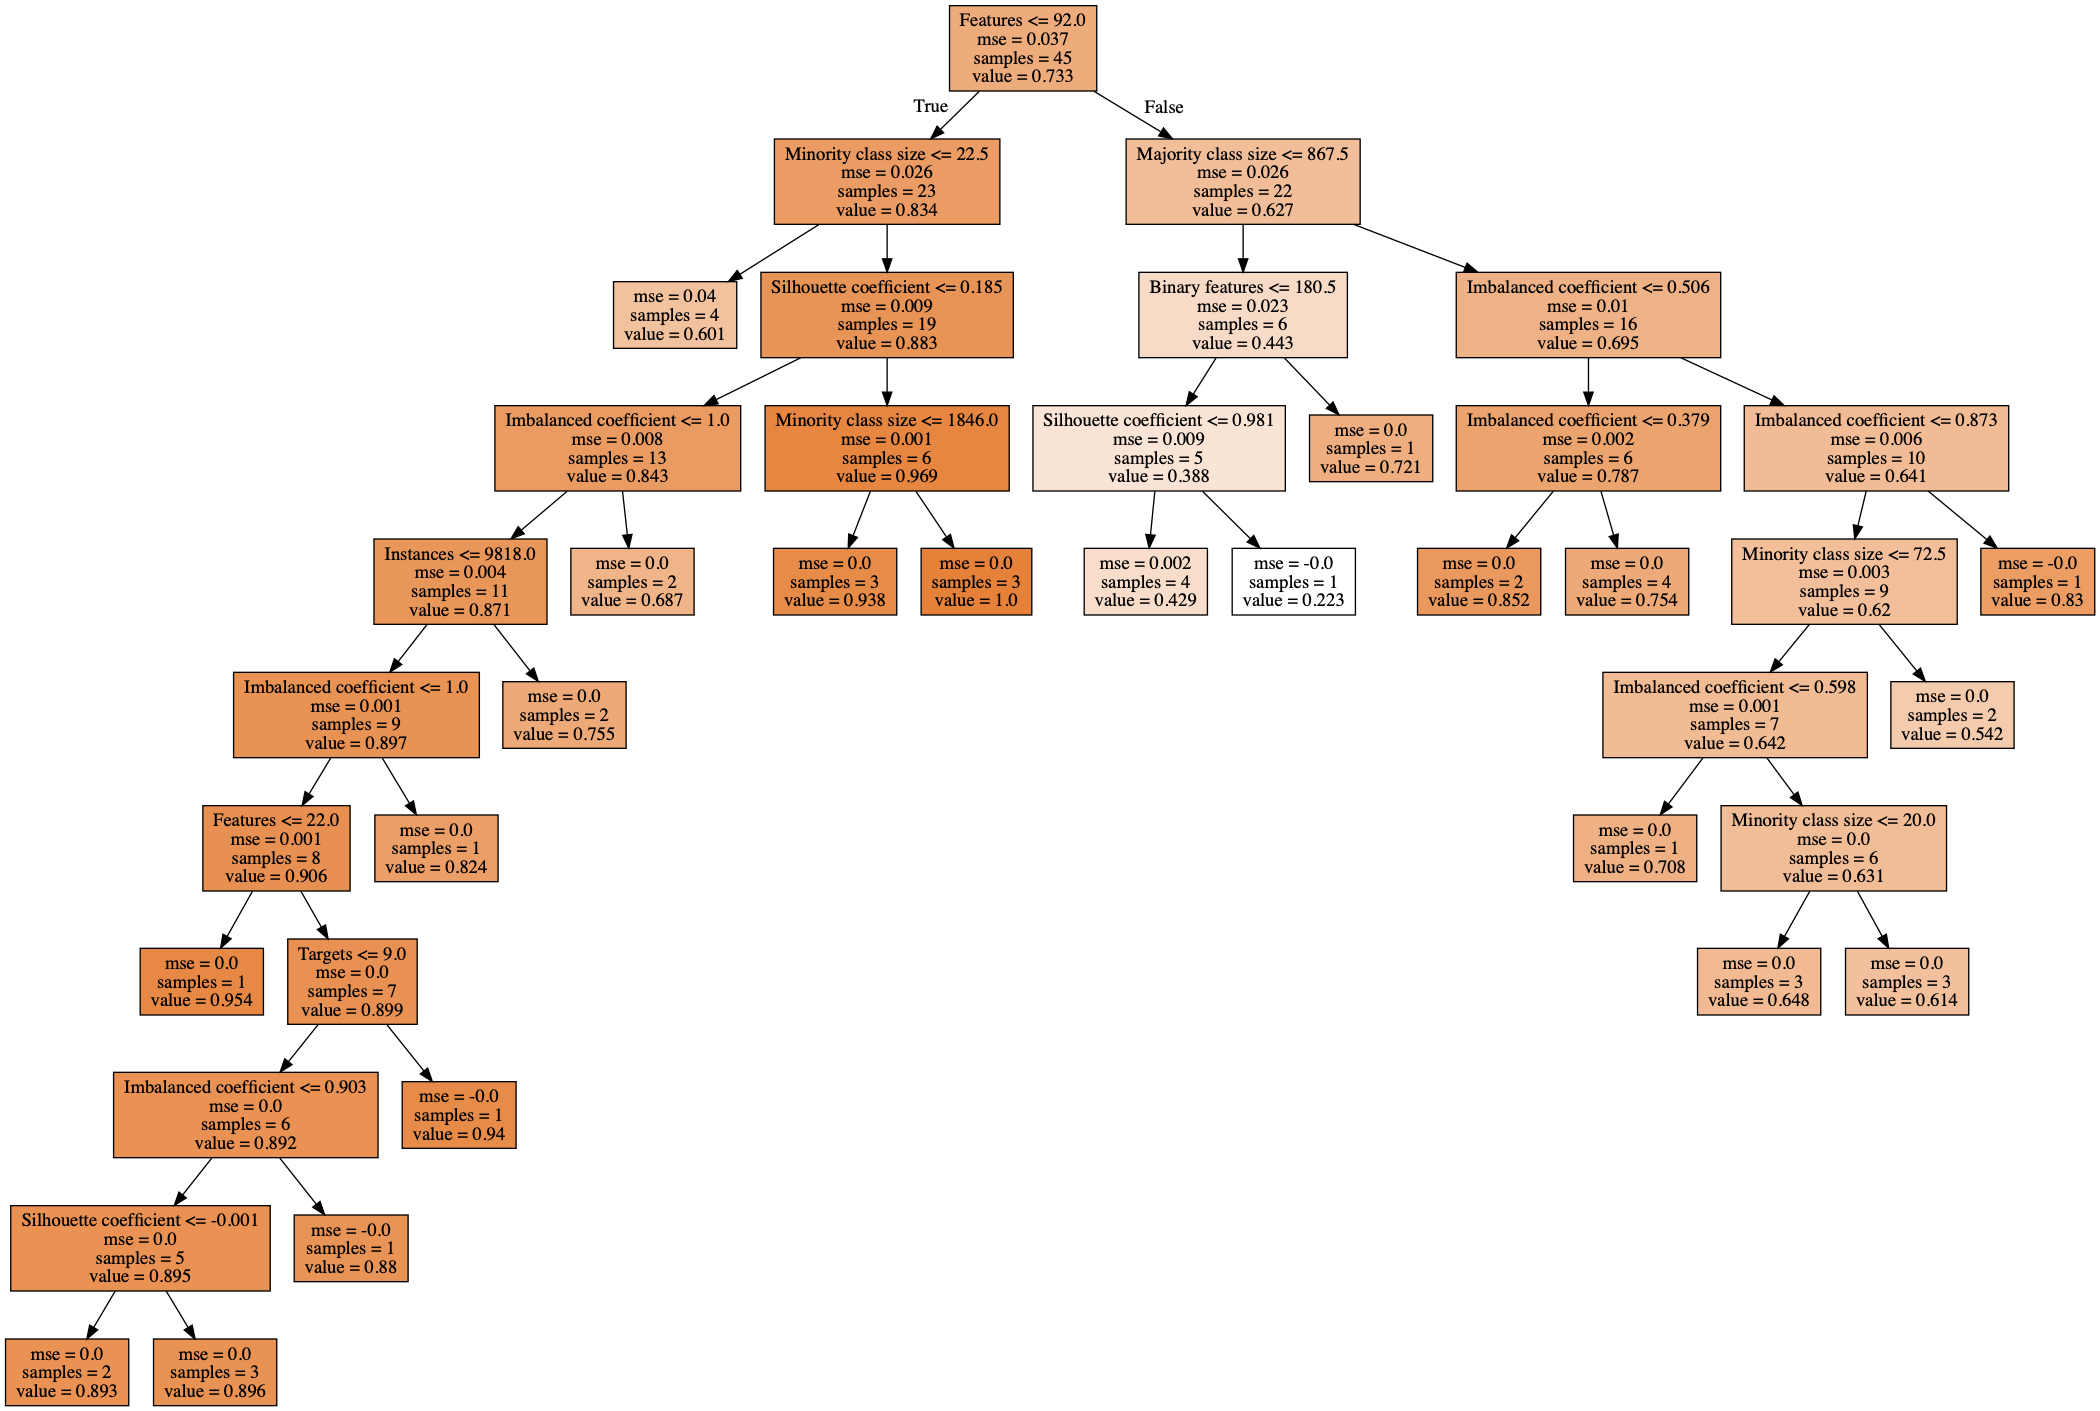 Features <= 92.0
mse = 0.037
samples = 45
value = 0.733
True
False
Minority class size <= 22.5
mse = 0.026
samples = 23
value = 0.834
Majority class size <= 867.5
mse = 0.026
samples = 22
value = 0.627
mse = 0.04
samples = 4
value = 0.601
Silhouette coefficient <= 0.185
mse = 0.009
samples = 19
value = 0.883
Binary features <= 180.5
mse = 0.023
samples = 6
value = 0.443
Imbalanced coefficient <= 0.506
mse = 0.01
samples = 16
value = 0.695
Imbalanced coefficient <= 1.0
mse = 0.008
samples = 13
value = 0.843
Minority class size <= 1846.0
mse = 0.001
samples = 6
value = 0.969
Silhouette coefficient <= 0.981
mse = 0.009
samples = 5
value = 0.388
mse = 0.0
samples = 1
value = 0.721
Imbalanced coefficient <= 0.379
mse = 0.002
samples = 6
value = 0.787
Imbalanced coefficient <= 0.873
mse = 0.006
samples = 10
value = 0.641
Instances <= 9818.0
mse = 0.004
samples = 11
value = 0.871
mse = 0.0
samples = 2
value = 0.687
mse = 0.0
samples = 3
value = 0.938
mse = 0.0
samples = 3
value = 1.0
mse = 0.002
samples = 4
value = 0.429
mse = -0.0
samples = 1
value = 0.223
mse = 0.0
samples = 2
value = 0.852
mse = 0.0
samples = 4
value = 0.754
Minority class size <= 72.5
mse = 0.003
samples = 9
value = 0.62
mse = -0.0
samples = 1
value = 0.83
Imbalanced coefficient <= 1.0
mse = 0.001
samples = 9
value = 0.897
mse = 0.0
samples = 2
value = 0.755
Imbalanced coefficient <= 0.598
mse = 0.001
samples = 7
value = 0.642
mse = 0.0
samples = 2
value = 0.542
Features <= 22.0
mse = 0.001
samples = 8
value = 0.906
mse = 0.0
samples = 1
value = 0.824
mse = 0.0
samples = 1
value = 0.708
Minority class size <= 20.0
mse = 0.0
samples = 6
value = 0.631
mse = 0.0
samples = 1
value = 0.954
Targets <= 9.0
mse = 0.0
samples = 7
value = 0.899
mse = 0.0
samples = 3
value = 0.648
mse = 0.0
samples = 3
value = 0.614
Imbalanced coefficient <= 0.903
mse = 0.0
samples = 6
value = 0.892
mse = -0.0
samples = 1
value = 0.94
Silhouette coefficient <= -0.001
mse = 0.0
samples = 5
value = 0.895
mse = -0.0
samples = 1
value = 0.88
mse = 0.0
samples = 2
value = 0.893
mse = 0.0
samples = 3
value = 0.896